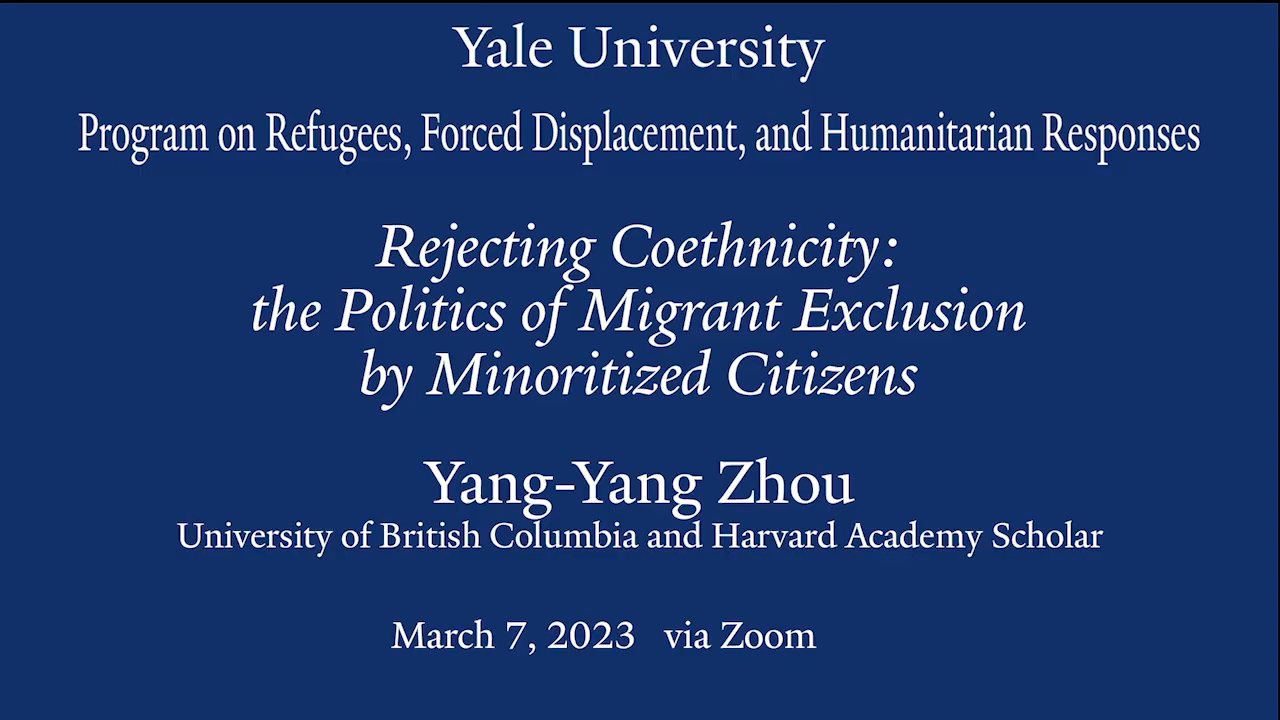 Yale University
Program on Refugees, Forced Displacement, and Humanitarian Responses
Rejecting Coethnicity:
the Politics of Migrant Exclusion
by Minoritized Citizens
Yang-Yang Zhou
University of British Columbia and Harvard Academy Scholar
March 7, 2023 via Zoom